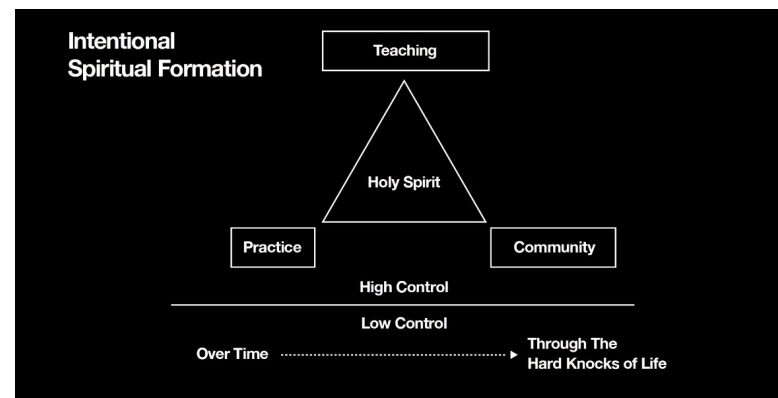 Intentional
Spiritual Formation
Teaching
Holy Spirit
Practice
Community
High Control
Low Control
Over Time
Through The
Hard Knocks of Life